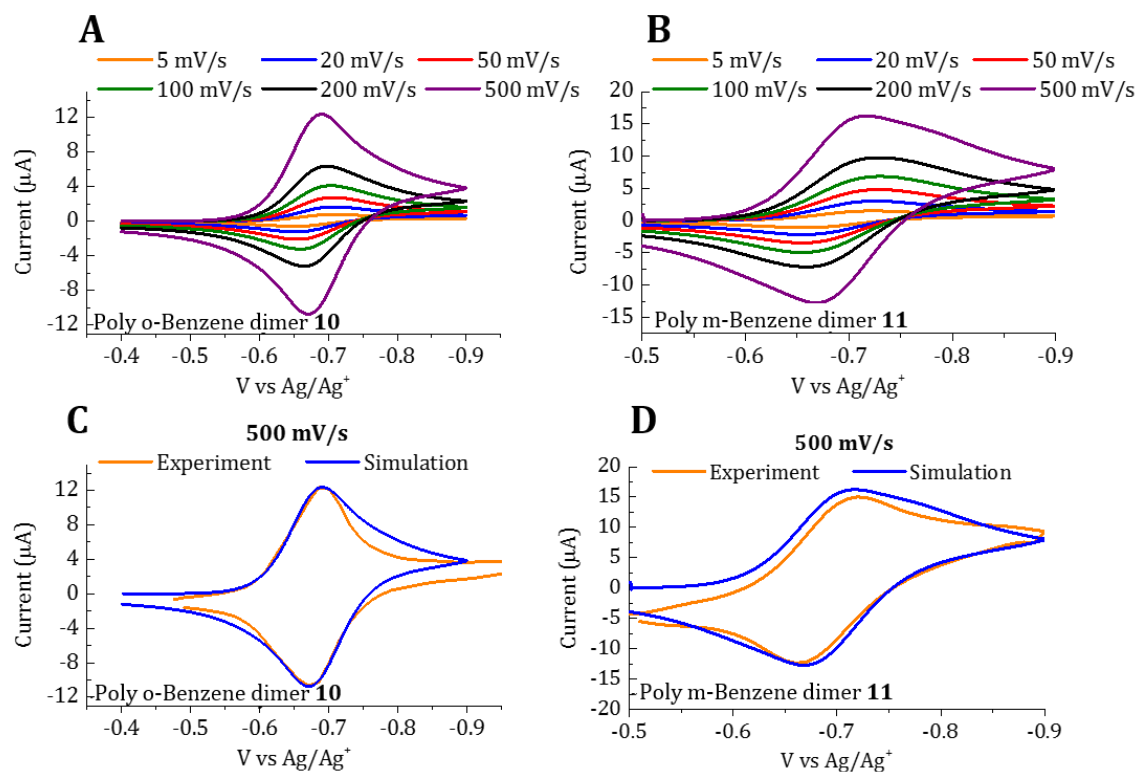 A
5 mV/s 20 mV/s 50 mV/s
100 mV/s 200 mV/s 500 mV/s
12
8
4
0
-4
-8
-12
Current (μA)
Poly o-Benzene dimer 10
-0.4 -0.5 -0.6 -0.7 -0.8 -0.9
V vs Ag/Ag⁺
B
5 mV/s 20 mV/s 50 mV/s
100 mV/s 200 mV/s 500 mV/s
20
15
10
5
0
-5
-10
-15
Current (μA)
Poly m-Benzene dimer 11
-0.5 -0.6 -0.7 -0.8 -0.9
V vs Ag/Ag⁺
C
500 mV/s
Experiment Simulation
12
8
4
0
-4
-8
-12
Current (μA)
Poly o-Benzene dimer 10
-0.4 -0.5 -0.6 -0.7 -0.8 -0.9
V vs Ag/Ag⁺
D
500 mV/s
Experiment Simulation
20
15
10
5
0
-5
-10
-15
-20
Current (μA)
Poly m-Benzene dimer 11
-0.5 -0.6 -0.7 -0.8 -0.9
V vs Ag/Ag⁺